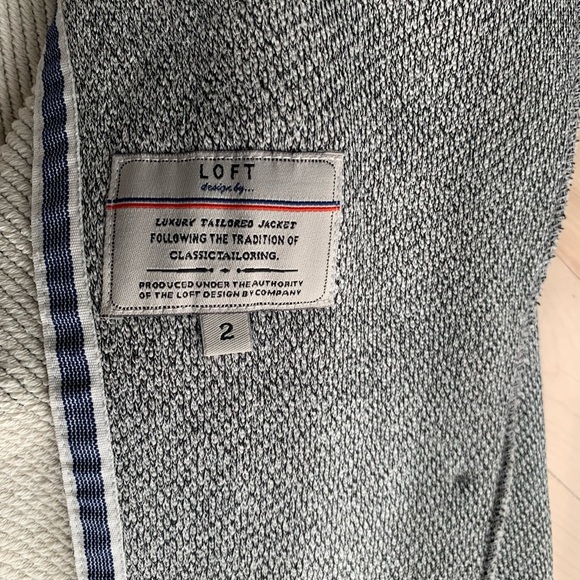 LOFT
design by...
LUXURY TAILORED JACKET
FOLLOWING THE TRADITION OF
CLASSICTAILORING.
PRODUCED UNDER THE AUTHORITY
OF THE LOFT DESIGN BY COMPANY
2